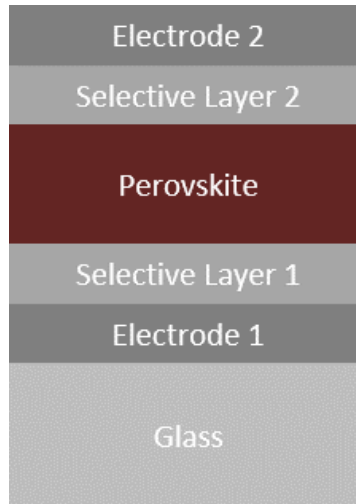 Electrode 2
Selective Layer 2
Perovskite
Selective Layer 1
Electrode 1
Glass